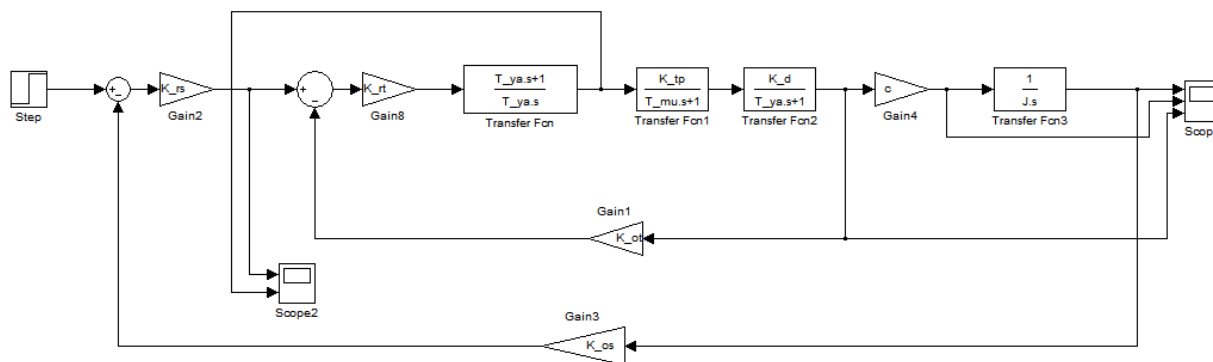 Step
+
-
K_rs
Gain2
+
-
K_rt
Gain8
T_ya.s+1
T_ya.s
Transfer Fcn
K_tp
T_mu.s+1
Transfer Fcn1
K_d
T_ya.s+1
Transfer Fcn2
c
Gain4
1
J.s
Transfer Fcn3
Scop
Gain1
K_ot
Scope2
Gain3
K_os